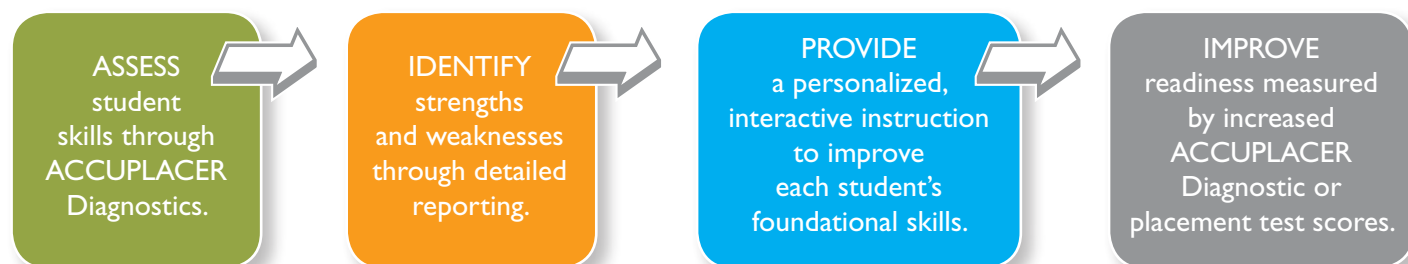 ASSESS
student
skills through
ACCUPLACER
Diagnostics.
IDENTIFY
strengths
and weaknesses
through detailed
reporting.
PROVIDE
a personalized,
interactive instruction
to improve
each student’s
foundational skills.
IMPROVE
readiness measured
by increased
ACCUPLACER
Diagnostic or
placement test scores.